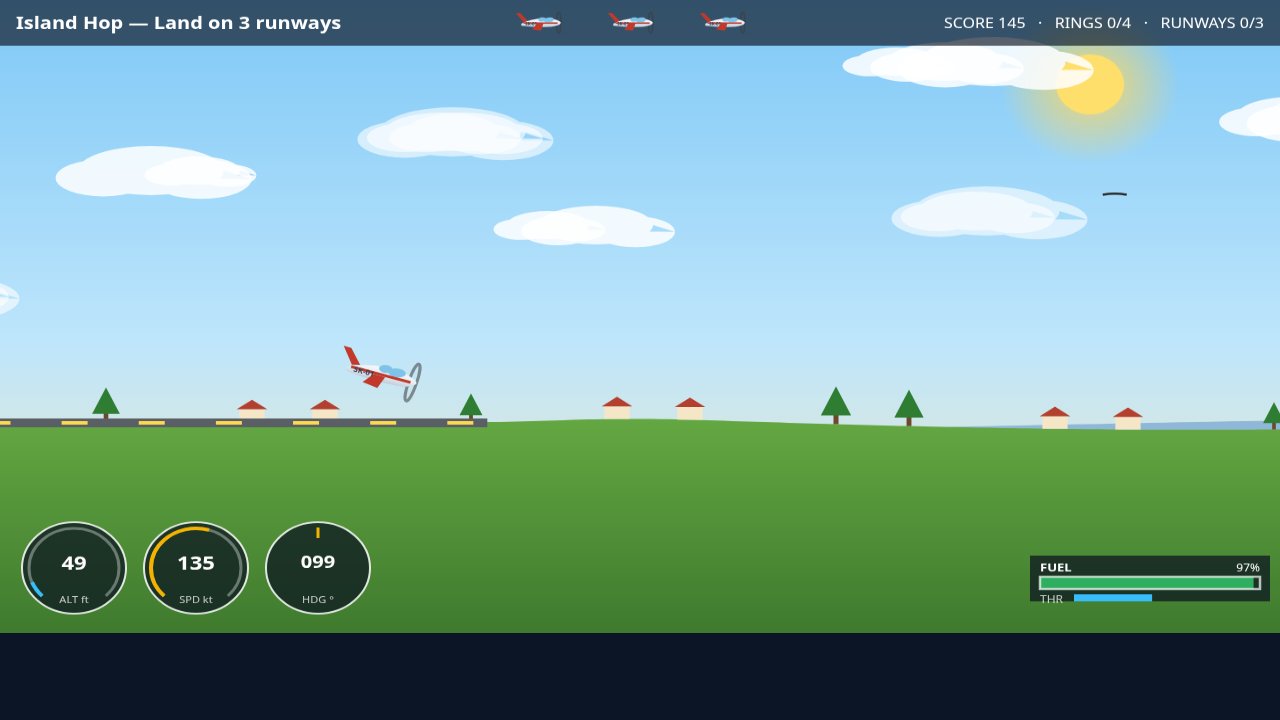 Island Hop — Land on 3 runways
SCORE 145 · RINGS 0/4 · RUNWAYS 0/3
49
ALT ft
135
SPD kt
099
HDG °
FUEL 97%
THR